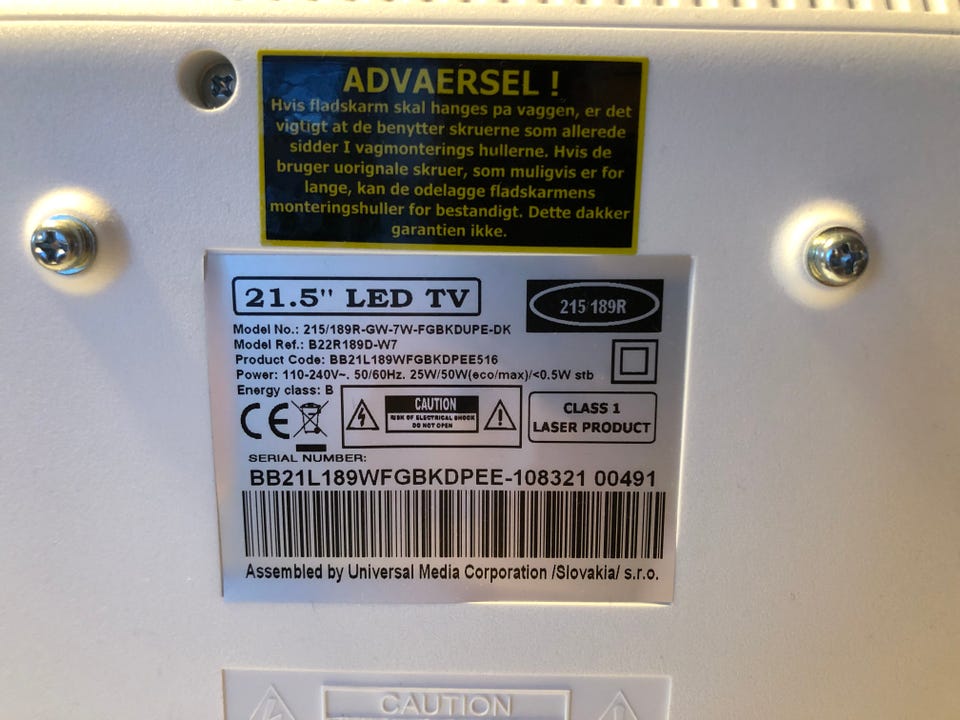 ADVAERSEL !
Hvis fladskarm skal hanges pa vaggen, er det
vigtigt at de benytter skruerne som allerede
sidder I vagmonterings hullerne. Hvis de
bruger uorignale skruer, som muligvis er for
lange, kan de odelagge fladskarmens
monteringshuller for bestandigt. Dette dakker
garantien ikke.
21.5" LED TV
215/189R
Model No.: 215/189R-GW-7W-FGBKDUPE-DK
Model Ref.: B22R189D-W7
Product Code: BB21L189WFGBKDPEE516
Power: 110-240V~. 50/60Hz. 25W/50W(eco/max)/<0.5W stb
Energy class: B
CE
CAUTION
RISK OF ELECTRICAL SHOCK
DO NOT OPEN
CLASS 1
LASER PRODUCT
SERIAL NUMBER:
BB21L189WFGBKDPEE-108321 00491
Assembled by Universal Media Corporation /Slovakia/ s.r.o.
CAUTION